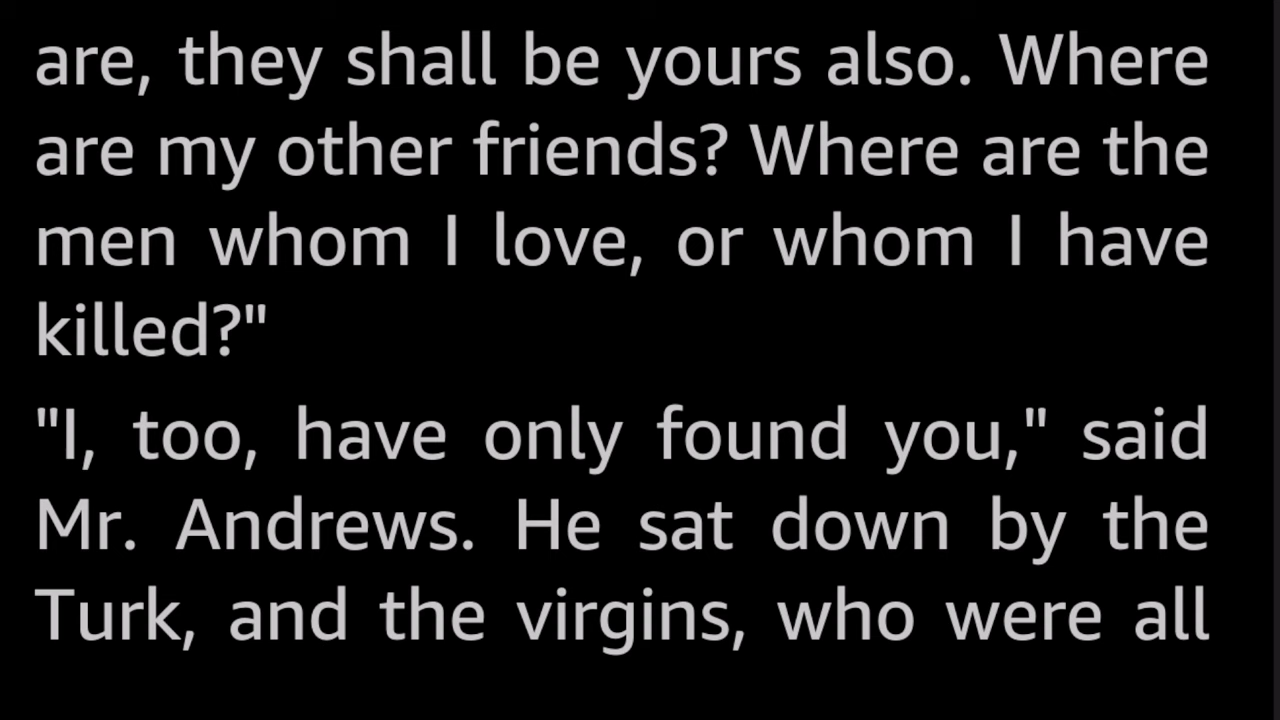 are, they shall be yours also. Where
are my other friends? Where are the
men whom I love, or whom I have
killed?"
"I, too, have only found you," said
Mr. Andrews. He sat down by the
Turk, and the virgins, who were all